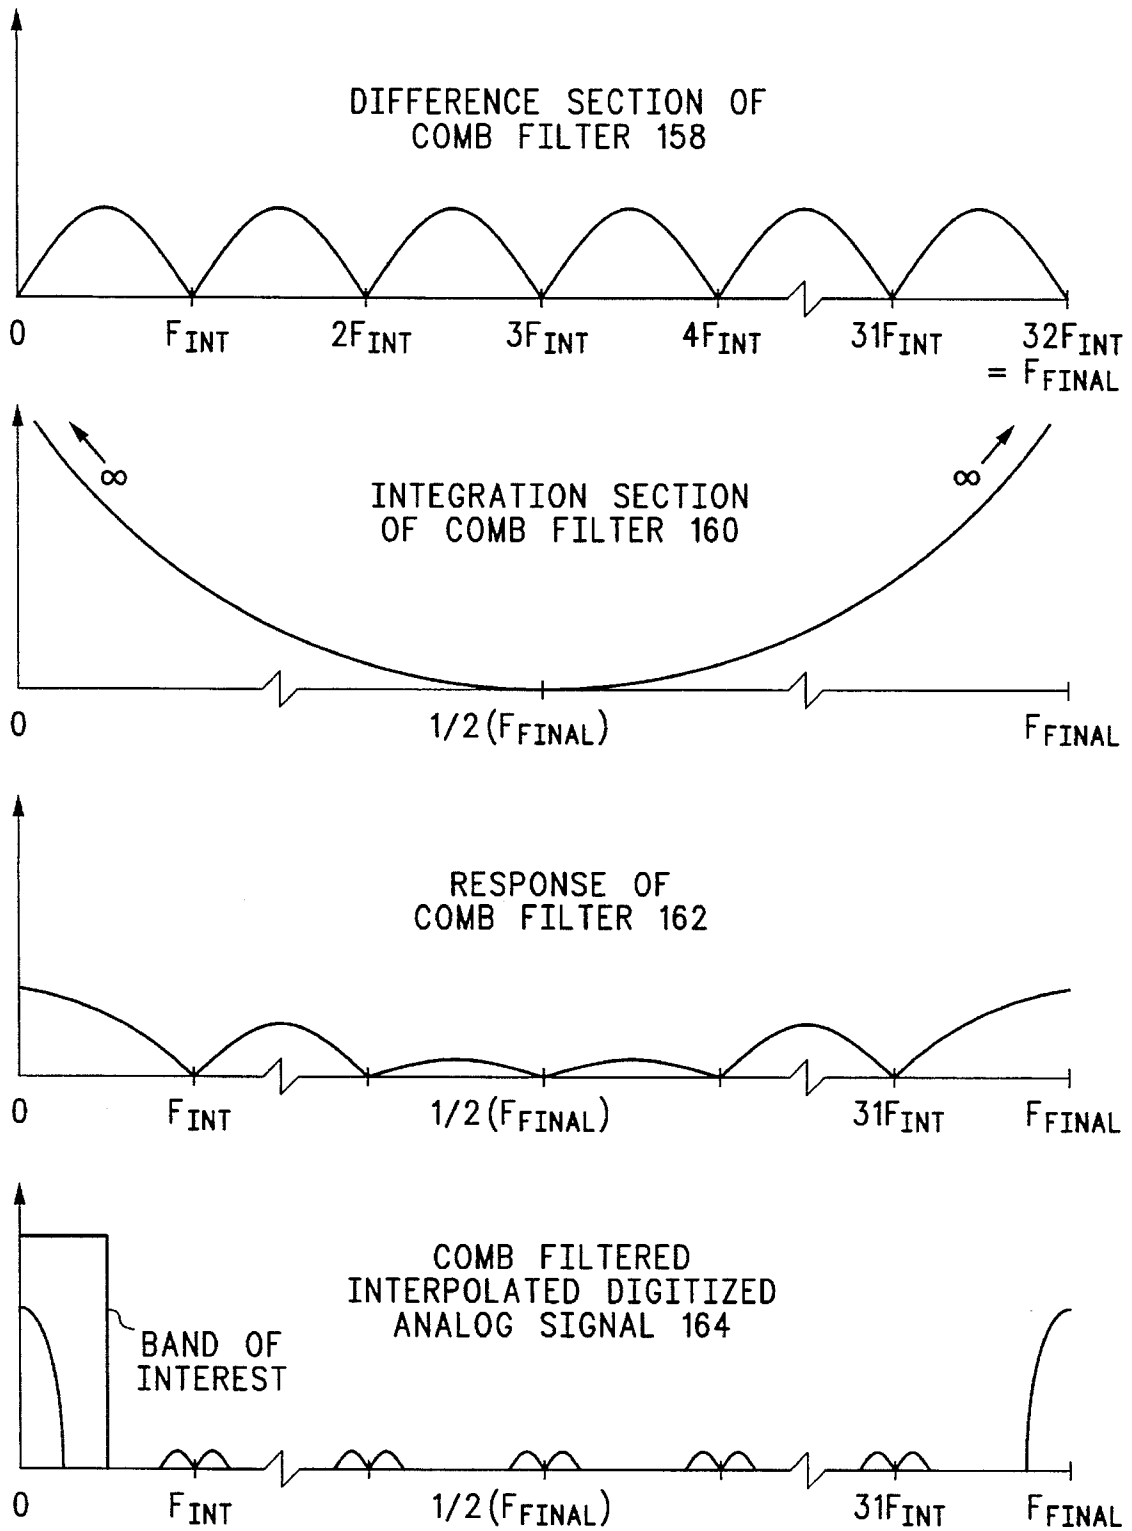 DIFFERENCE SECTION OF
COMB FILTER 158
0 FINT 2FINT 3FINT 4FINT 31FINT 32FINT
= FFINAL
∞ ∞
INTEGRATION SECTION
OF COMB FILTER 160
0 1/2(FFINAL) FFINAL
RESPONSE OF
COMB FILTER 162
0 FINT 1/2(FFINAL) 31FINT FFINAL
COMB FILTERED
INTERPOLATED DIGITIZED
ANALOG SIGNAL 164
BAND OF
INTEREST
0 FINT 1/2(FFINAL) 31FINT FFINAL